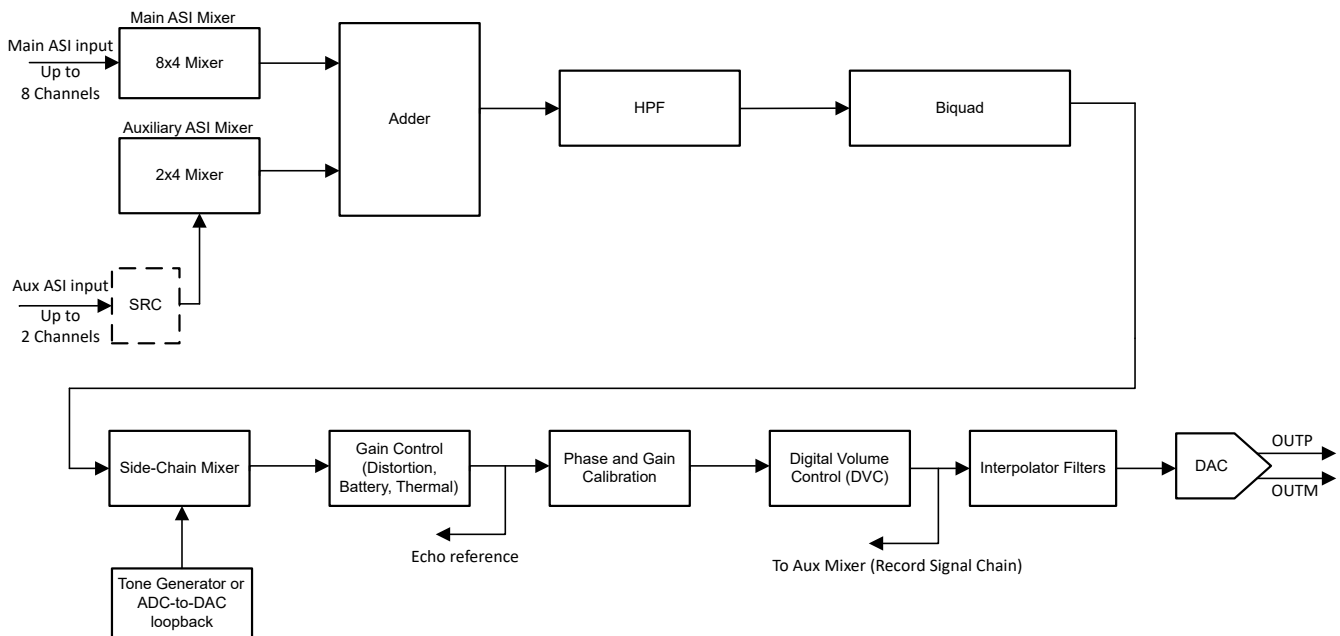 Main ASI Mixer
Main ASI input
Up to
8 Channels
8x4 Mixer
Auxiliary ASI Mixer
2x4 Mixer
Adder
HPF
Biquad
Aux ASI input
Up to
2 Channels
SRC
Side-Chain Mixer
Gain Control
(Distortion,
Battery, Thermal)
Phase and Gain
Calibration
Digital Volume
Control (DVC)
Interpolator Filters
DAC
OUTP
OUTM
Echo reference
To Aux Mixer (Record Signal Chain)
Tone Generator or
ADC-to-DAC
loopback